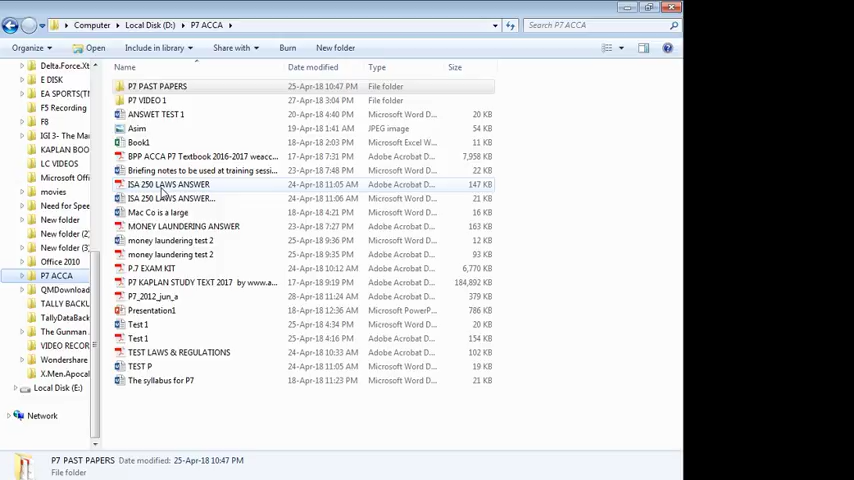 Computer ▸ Local Disk (D:) ▸ P7 ACCA ▸
Search P7 ACCA
Organize Open Include in library Share with Burn New folder
Name Date modified Type Size
Delta.Force.Xt
E DISK
EA SPORTS(TM
F5 Recording
F8
IGI 3- The Mar
KAPLAN BOO
LC VIDEOS
Microsoft Offi
movies
Need for Spee
New folder
New folder (2)
New folder (3)
Office 2010
P7 ACCA
QMDownload
TALLY BACKU
TallyDataBack
The Gunman
VIDEO RECOR
Wondershare
X.Men.Apocal
Local Disk (E:)
Network
P7 PAST PAPERS 25-Apr-18 10:47 PM File folder
P7 VIDEO 1 27-Apr-18 3:04 PM File folder
ANSWET TEST 1 20-Apr-18 4:40 PM Microsoft Word D... 20 KB
Asim 19-Apr-18 1:41 AM JPEG image 54 KB
Book1 18-Apr-18 2:03 PM Microsoft Excel W... 11 KB
BPP ACCA P7 Textbook 2016-2017 weacc... 17-Apr-18 7:31 PM Adobe Acrobat D... 7,958 KB
Briefing notes to be used at training sessi... 23-Apr-18 7:48 PM Microsoft Word D... 22 KB
ISA 250 LAWS ANSWER 24-Apr-18 11:05 AM Adobe Acrobat D... 147 KB
ISA 250 LAWS ANSWER... 24-Apr-18 11:06 AM Microsoft Word D... 21 KB
Mac Co is a large 18-Apr-18 4:21 PM Microsoft Word D... 16 KB
MONEY LAUNDERING ANSWER 23-Apr-18 7:27 PM Adobe Acrobat D... 163 KB
money laundering test 2 25-Apr-18 9:36 PM Microsoft Word D... 20 KB
money laundering test 2 25-Apr-18 9:35 PM Adobe Acrobat D... 93 KB
P.7 EXAM KIT 24-Apr-18 10:12 AM Adobe Acrobat D... 6,770 KB
P7 KAPLAN STUDY TEXT 2017 by www.a... 17-Apr-18 9:19 PM Adobe Acrobat D... 184,892 KB
P7_2012_jun_a 28-Apr-18 11:24 AM Adobe Acrobat D... 379 KB
Presentation1 18-Apr-18 12:36 AM Microsoft PowerP... 786 KB
Test 1 25-Apr-18 4:34 PM Microsoft Word D... 20 KB
Test 1 25-Apr-18 4:16 PM Adobe Acrobat D... 154 KB
TEST LAWS & REGULATIONS 24-Apr-18 10:33 AM Adobe Acrobat D... 102 KB
TEST P 24-Apr-18 11:05 AM Microsoft Word D... 19 KB
The syllabus for P7 18-Apr-18 11:23 PM Microsoft Word D... 21 KB
P7 PAST PAPERS Date modified: 25-Apr-18 10:47 PM
File folder